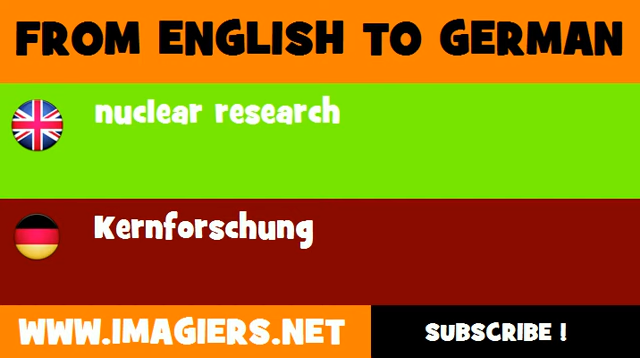 FROM ENGLISH TO GERMAN
nuclear research
Kernforschung
WWW.IMAGIERS.NET
SUBSCRIBE !